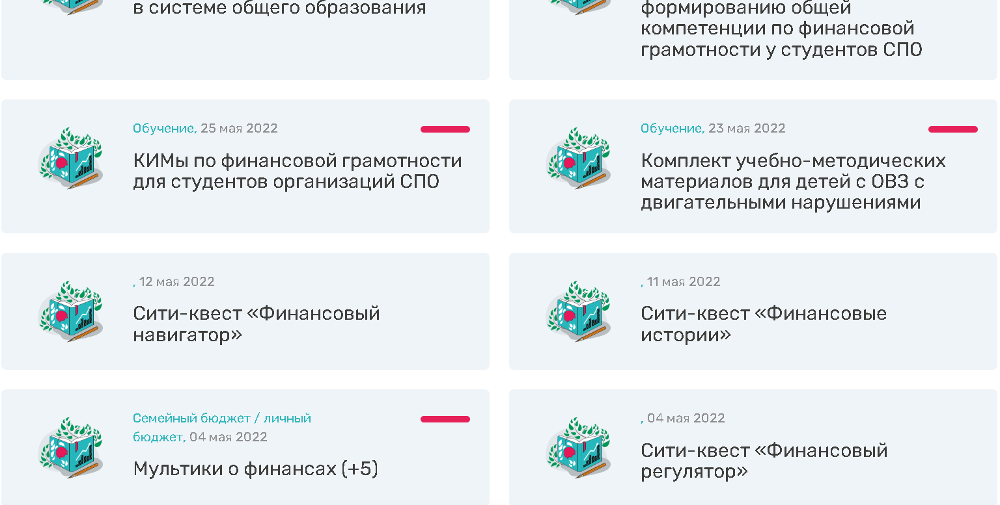 в системе общего образования
формированию общей
компетенции по финансовой
грамотности у студентов СПО
Обучение, 25 мая 2022
КИМы по финансовой грамотности
для студентов организаций СПО
Обучение, 23 мая 2022
Комплект учебно-методических
материалов для детей с ОВЗ с
двигательными нарушениями
, 12 мая 2022
Сити-квест «Финансовый
навигатор»
, 11 мая 2022
Сити-квест «Финансовые
истории»
Семейный бюджет / личный
бюджет, 04 мая 2022
Мультики о финансах (+5)
, 04 мая 2022
Сити-квест «Финансовый
регулятор»